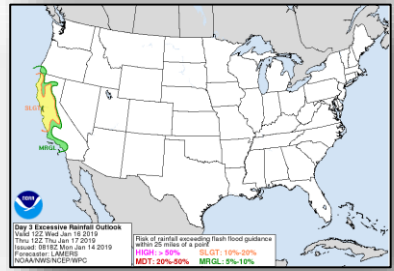 SLGT
MRGL
NOAA
Day 3 Excessive Rainfall Outlook
Valid 12Z Wed Jan 16 2019
Thru 12Z Thu Jan 17 2019
Issued: 0818Z Mon Jan 14 2019
Forecaster: LAMERS
NOAA/NWS/NCEP/WPC
Risk of rainfall exceeding flash flood guidance
within 25 miles of a point
HIGH: > 50% SLGT: 10%-20%
MDT: 20%-50% MRGL: 5%-10%